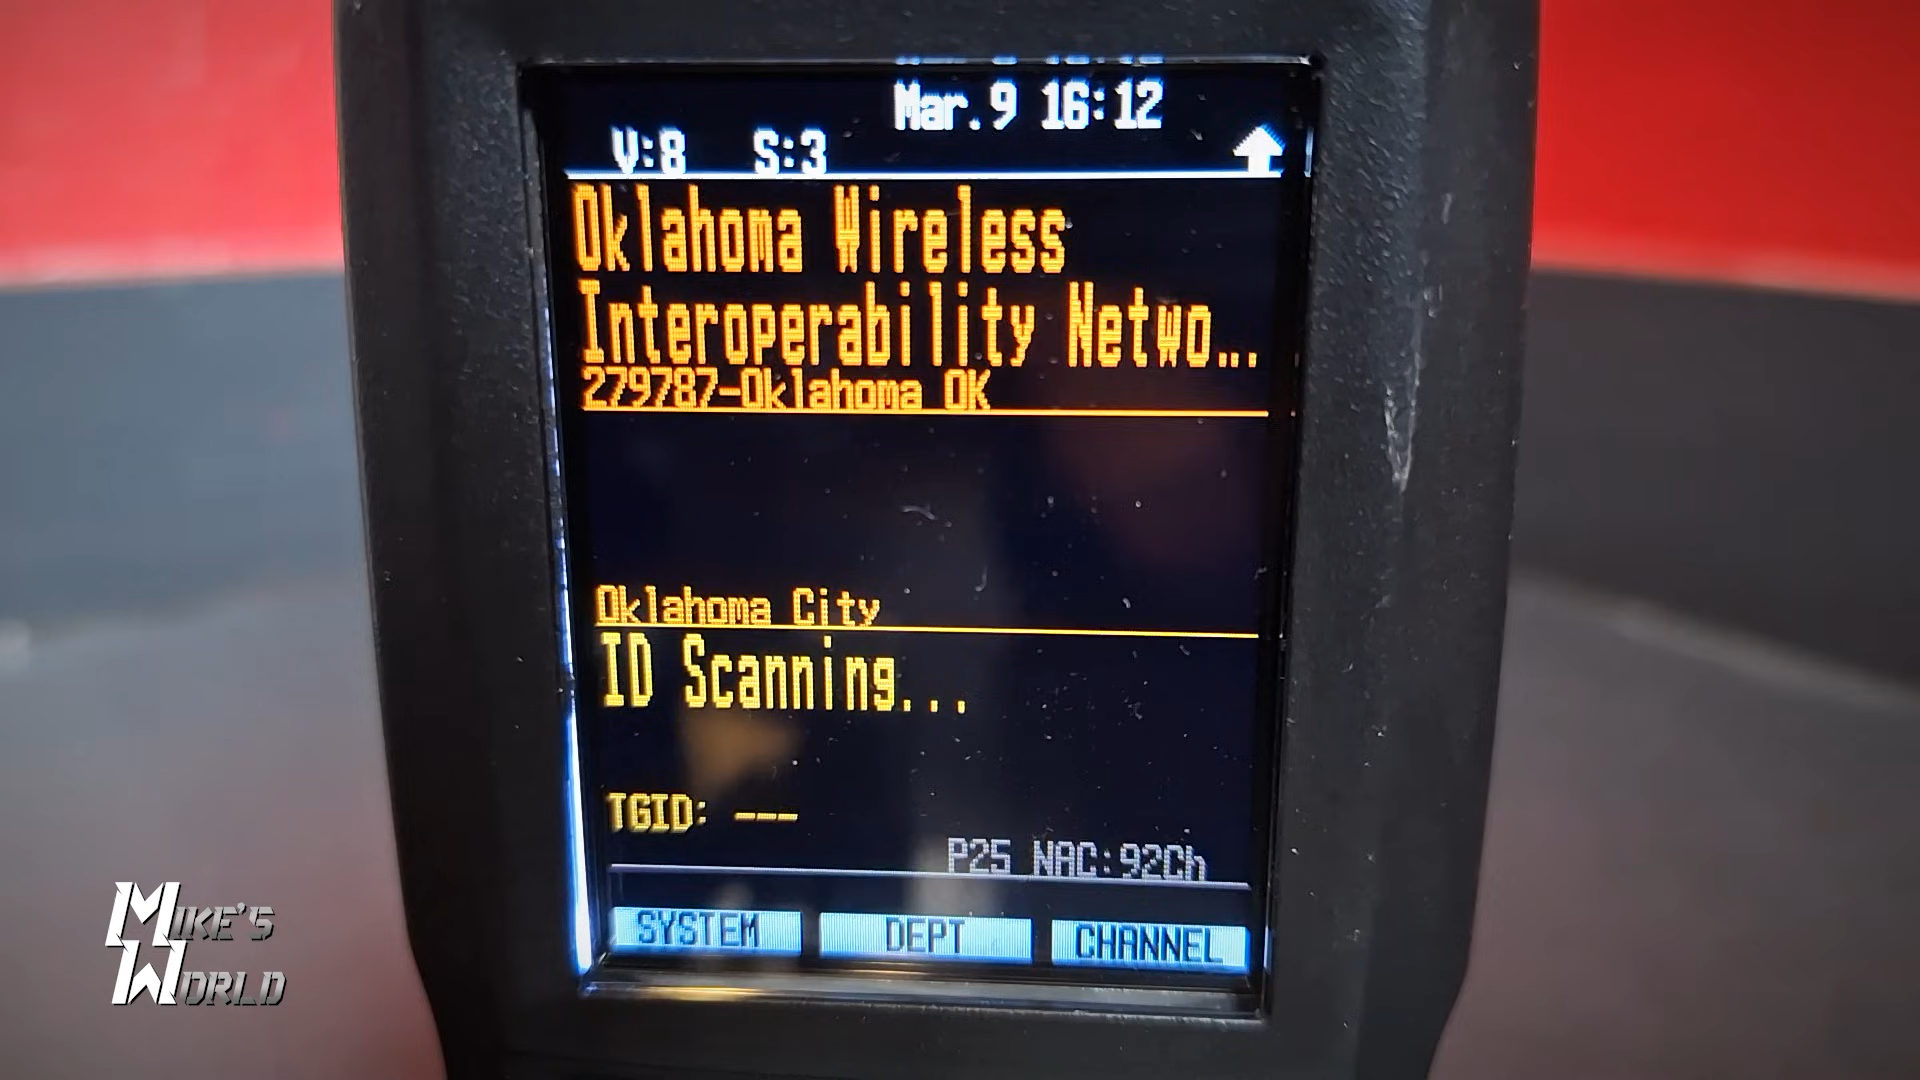 Mar. 9 16:12
V:8 S:3
Oklahoma Wireless
Interoperability Netwo...
279787-Oklahoma OK
Oklahoma City
ID Scanning...
TGID: ---
P25 NAC:92Ch
SYSTEM DEPT CHANNEL
MIKE'S
WORLD